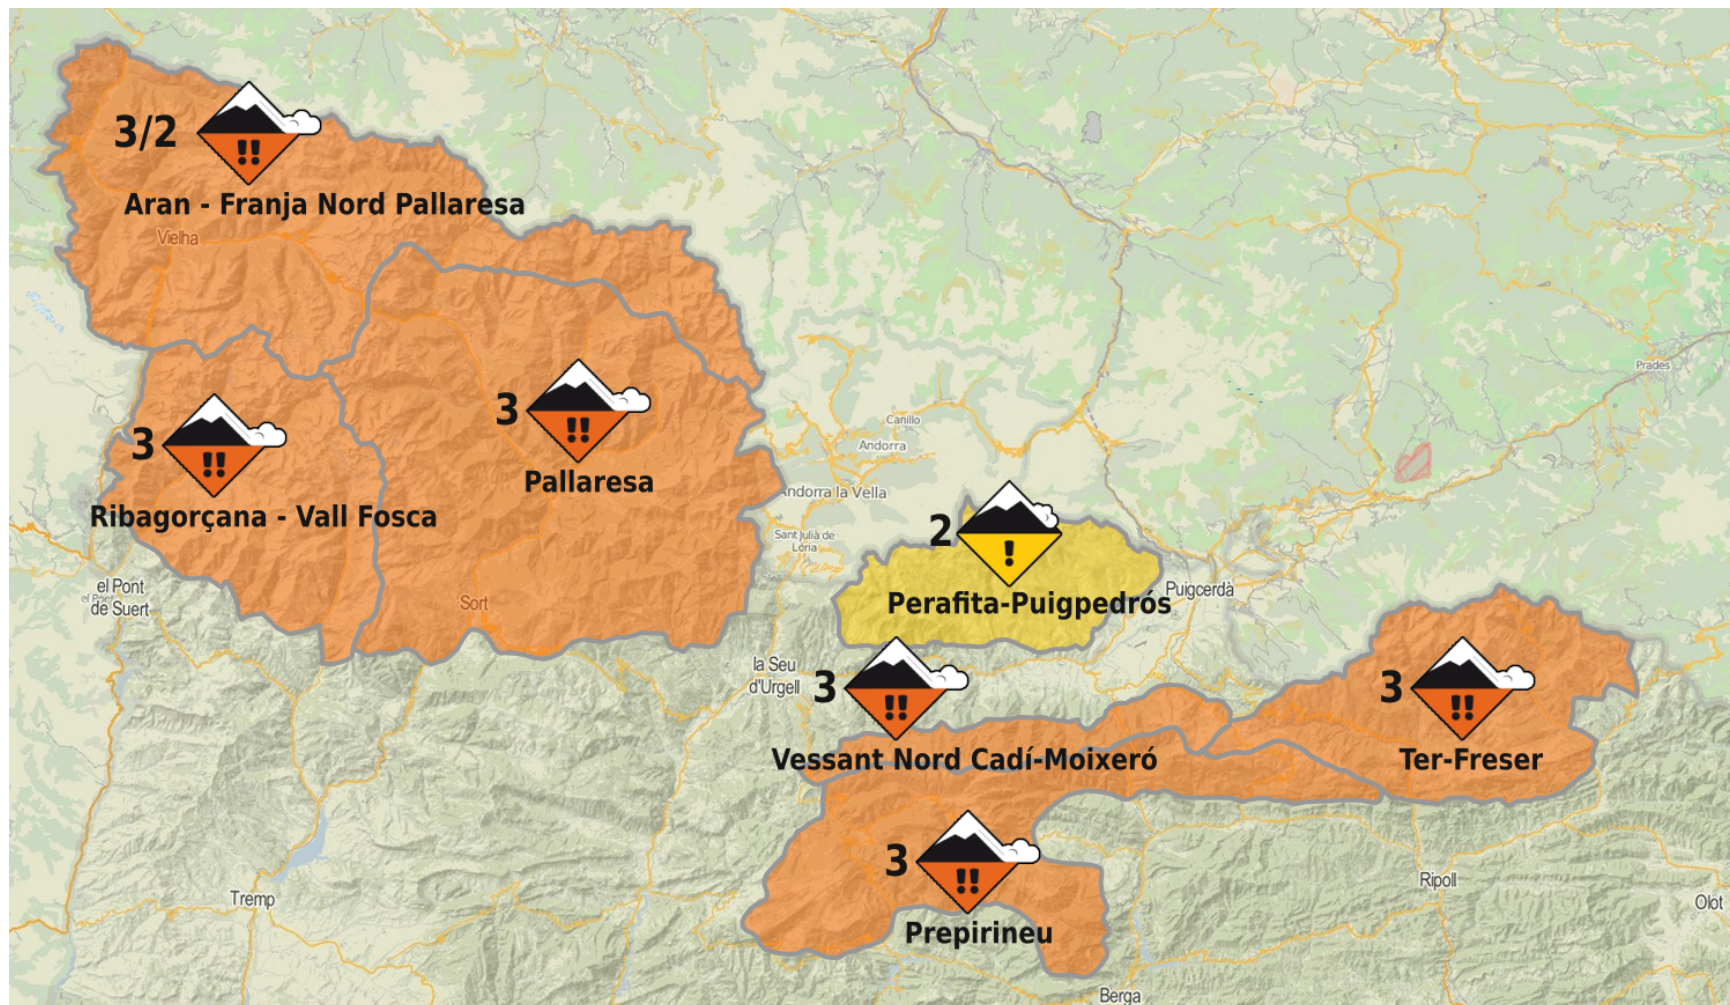 3/2
!!
Aran - Franja Nord Pallaresa
Vielha
3
!!
Pallaresa
3
!!
Ribagorçana - Vall Fosca
Prades
Canillo
Andorra
Andorra la Vella
Sant Julià de
Lòria
2
!
Perafita-Puigpedrós
Puigcerdà
el Pont
de Suert
Sort
la Seu
d'Urgell
3
!!
Vessant Nord Cadí-Moixeró
3
!!
Ter-Freser
3
!!
Prepirineu
Tremp
Ripoll
Olot
Berga